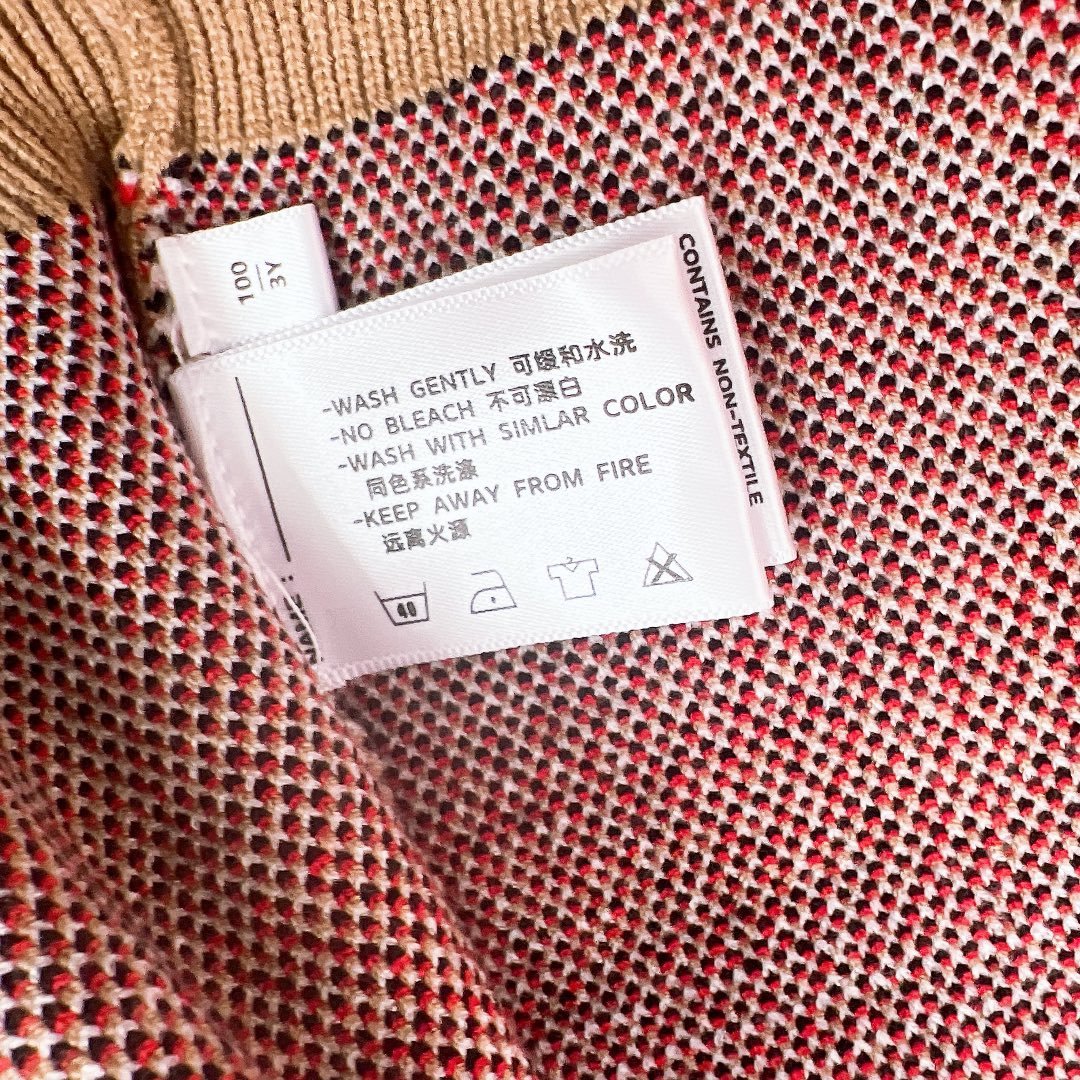 100
3Y
-WASH GENTLY 可缓和水洗
-NO BLEACH 不可漂白
-WASH WITH SIMLAR COLOR
同色系洗涤
-KEEP AWAY FROM FIRE
远离火源
40
CONTAINS NON-TEXTILE